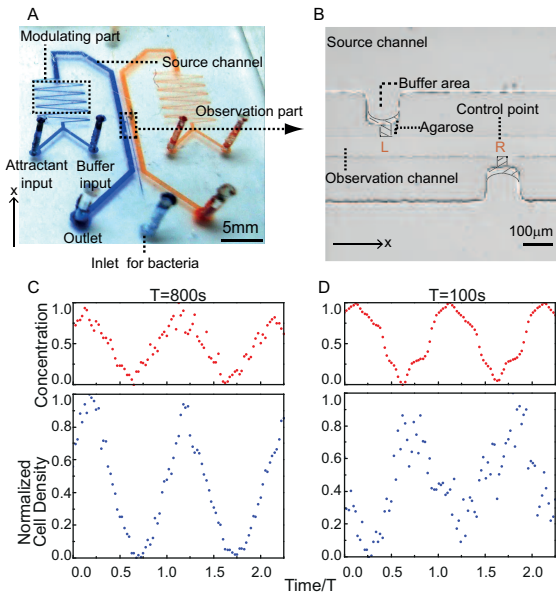 A
Modulating part
Source channel
Observation part
Attractant
input
Buffer
input
x
Outlet
5mm
Inlet for bacteria
B
Source channel
Buffer area
Control point
Agarose
L
R
Observation channel
x
100μm
C
T=800s
Concentration
1.0
0.5
0.0
Normalized
Cell Density
1.0
0.8
0.6
0.4
0.2
0.0
0.0 0.5 1.0 1.5 2.0
D
T=100s
1.0
0.5
0.0
1.0
0.8
0.6
0.4
0.2
0.0
0.0 0.5 1.0 1.5 2.0
Time/T